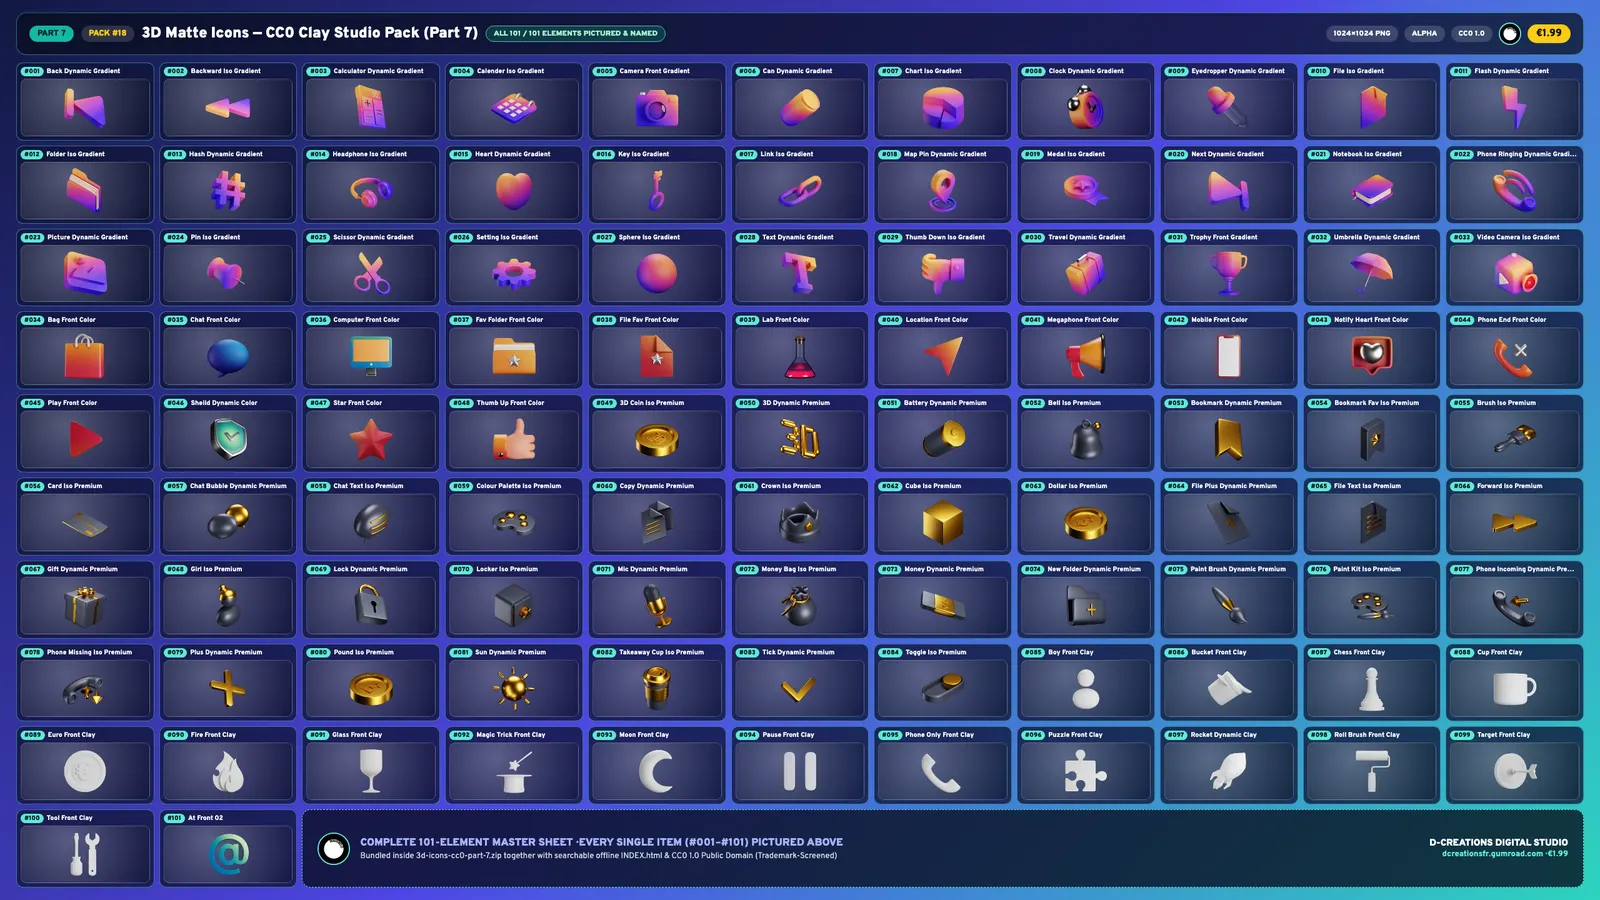 PART 7 PACK #18 3D Matte Icons – CC0 Clay Studio Pack (Part 7) ALL 101 / 101 ELEMENTS PICTURED & NAMED 1024×1024 PNG ALPHA CC0 1.0 €1.99
#001 Back Dynamic Gradient
#002 Backward Iso Gradient
#003 Calculator Dynamic Gradient
#004 Calender Iso Gradient
#005 Camera Front Gradient
#006 Can Dynamic Gradient
#007 Chart Iso Gradient
#008 Clock Dynamic Gradient
#009 Eyedropper Dynamic Gradient
#010 File Iso Gradient
#011 Flash Dynamic Gradient
#012 Folder Iso Gradient
#013 Hash Dynamic Gradient
#014 Headphone Iso Gradient
#015 Heart Dynamic Gradient
#016 Key Iso Gradient
#017 Link Iso Gradient
#018 Map Pin Dynamic Gradient
#019 Medal Iso Gradient
#020 Next Dynamic Gradient
#021 Notebook Iso Gradient
#022 Phone Ringing Dynamic Gradi...
#023 Picture Dynamic Gradient
#024 Pin Iso Gradient
#025 Scissor Dynamic Gradient
#026 Setting Iso Gradient
#027 Sphere Iso Gradient
#028 Text Dynamic Gradient
#029 Thumb Down Iso Gradient
#030 Travel Dynamic Gradient
#031 Trophy Front Gradient
#032 Umbrella Dynamic Gradient
#033 Video Camera Iso Gradient
#034 Bag Front Color
#035 Chat Front Color
#036 Computer Front Color
#037 Fav Folder Front Color
#038 File Fav Front Color
#039 Lab Front Color
#040 Location Front Color
#041 Megaphone Front Color
#042 Mobile Front Color
#043 Notify Heart Front Color
#044 Phone End Front Color
#045 Play Front Color
#046 Sheild Dynamic Color
#047 Star Front Color
#048 Thumb Up Front Color
#049 3D Coin Iso Premium
#050 3D Dynamic Premium
#051 Battery Dynamic Premium
#052 Bell Iso Premium
#053 Bookmark Dynamic Premium
#054 Bookmark Fav Iso Premium
#055 Brush Iso Premium
3D
#056 Card Iso Premium
#057 Chat Bubble Dynamic Premium
#058 Chat Text Iso Premium
#059 Colour Palette Iso Premium
#060 Copy Dynamic Premium
#061 Crown Iso Premium
#062 Cube Iso Premium
#063 Dollar Iso Premium
#064 File Plus Dynamic Premium
#065 File Text Iso Premium
#066 Forward Iso Premium
#067 Gift Dynamic Premium
#068 Girl Iso Premium
#069 Lock Dynamic Premium
#070 Locker Iso Premium
#071 Mic Dynamic Premium
#072 Money Bag Iso Premium
#073 Money Dynamic Premium
#074 New Folder Dynamic Premium
#075 Paint Brush Dynamic Premium
#076 Paint Kit Iso Premium
#077 Phone Incoming Dynamic Pre...
#078 Phone Missing Iso Premium
#079 Plus Dynamic Premium
#080 Pound Iso Premium
#081 Sun Dynamic Premium
#082 Takeaway Cup Iso Premium
#083 Tick Dynamic Premium
#084 Toggle Iso Premium
#085 Boy Front Clay
#086 Bucket Front Clay
#087 Chess Front Clay
#088 Cup Front Clay
#089 Euro Front Clay
#090 Fire Front Clay
#091 Glass Front Clay
#092 Magic Trick Front Clay
#093 Moon Front Clay
#094 Pause Front Clay
#095 Phone Only Front Clay
#096 Puzzle Front Clay
#097 Rocket Dynamic Clay
#098 Roll Brush Front Clay
#099 Target Front Clay
#100 Tool Front Clay
#101 At Front 02
@
COMPLETE 101-ELEMENT MASTER SHEET · EVERY SINGLE ITEM (#001–#101) PICTURED ABOVE
Bundled inside 3d-icons-cc0-part-7.zip together with searchable offline INDEX.html & CC0 1.0 Public Domain (Trademark-Screened)
D-CREATIONS DIGITAL STUDIO
dcreationsfr.gumroad.com · €1.99